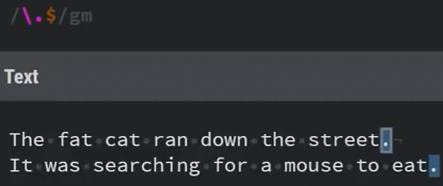 /\.$/gm
Text
The fat cat ran down the street.
It was searching for a mouse to eat.